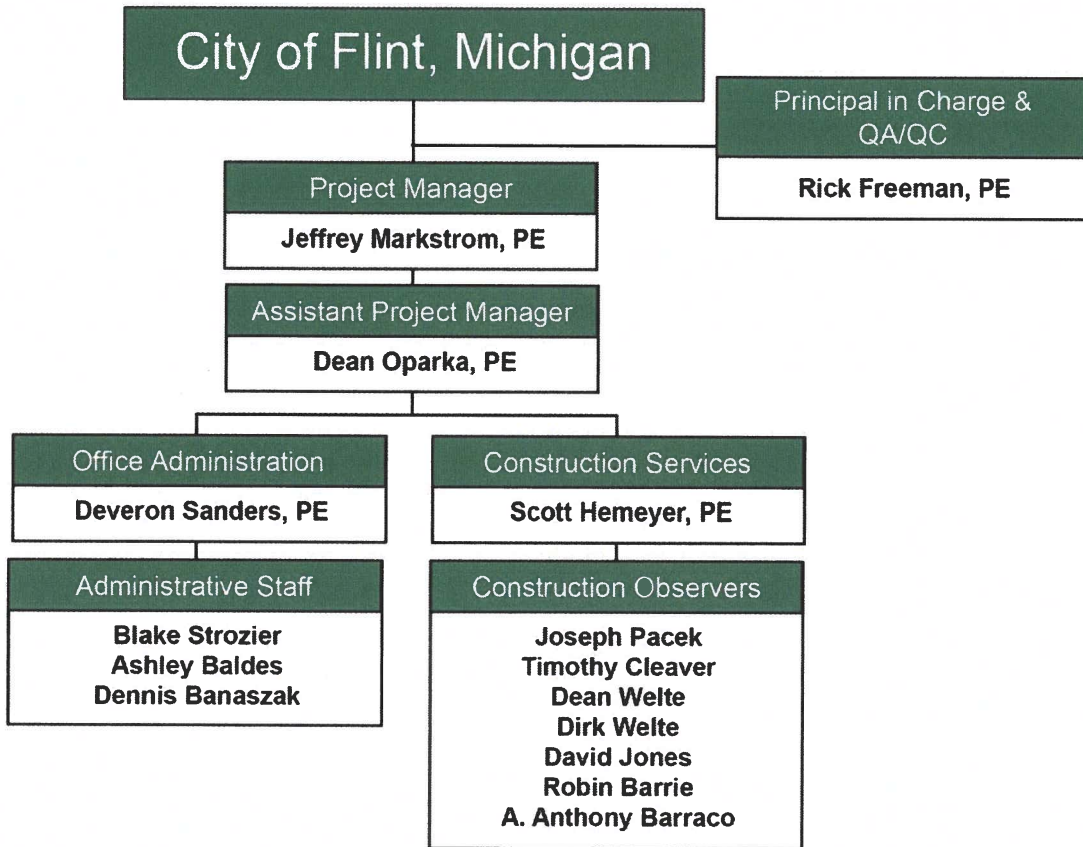 City of Flint, Michigan
Principal in Charge &
QA/QC
Rick Freeman, PE
Project Manager
Jeffrey Markstrom, PE
Assistant Project Manager
Dean Oparka, PE
Office Administration
Deveron Sanders, PE
Construction Services
Scott Hemeyer, PE
Administrative Staff
Blake Strozier
Ashley Baldes
Dennis Banaszak
Construction Observers
Joseph Pacek
Timothy Cleaver
Dean Welte
Dirk Welte
David Jones
Robin Barrie
A. Anthony Barraco